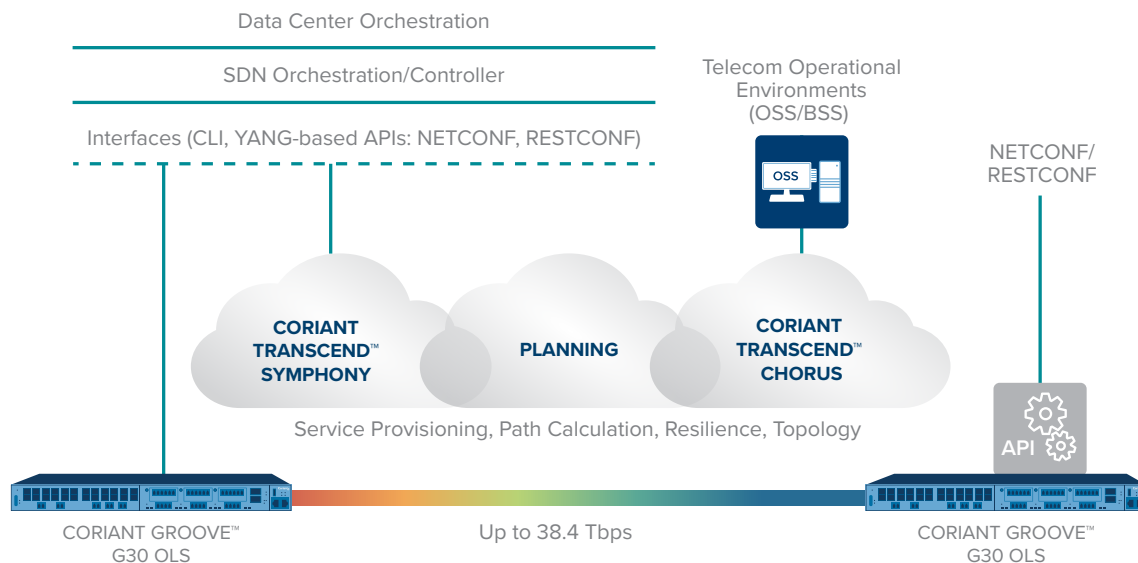 Data Center Orchestration
SDN Orchestration/Controller
Interfaces (CLI, YANG-based APIs: NETCONF, RESTCONF)
Telecom Operational
Environments
(OSS/BSS)
OSS
NETCONF/
RESTCONF
CORIANT
TRANSCEND™
SYMPHONY
PLANNING
CORIANT
TRANSCEND™
CHORUS
Service Provisioning, Path Calculation, Resilience, Topology
API
CORIANT GROOVE™
G30 OLS
Up to 38.4 Tbps
CORIANT GROOVE™
G30 OLS